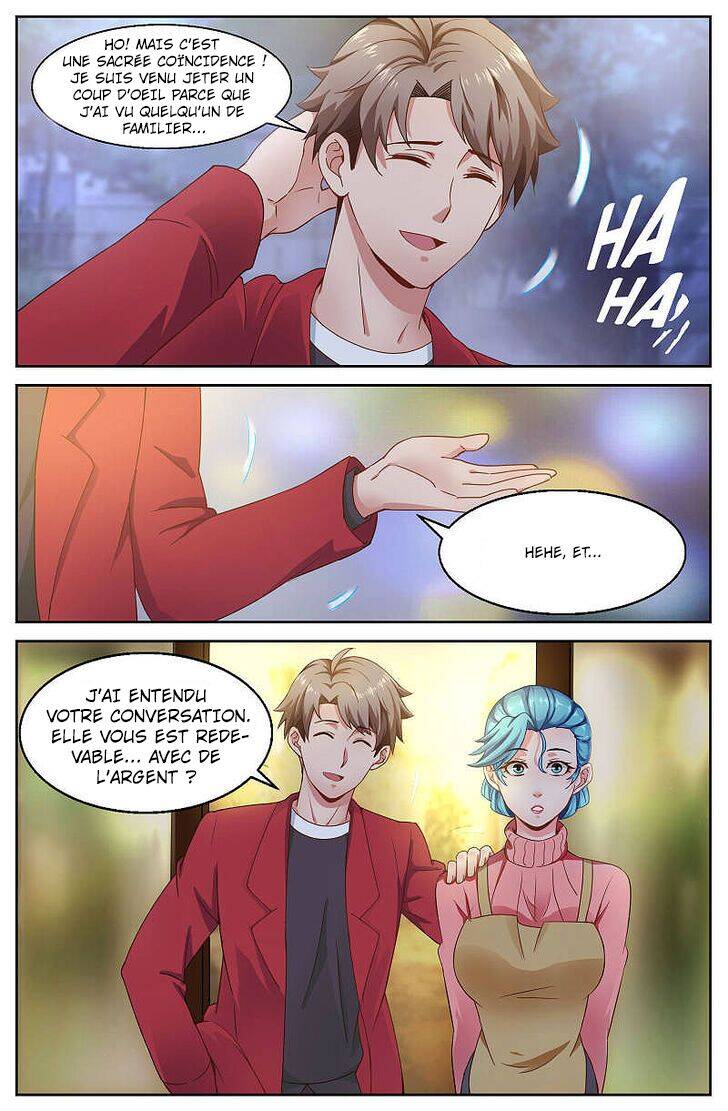 HO! MAIS C'EST
UNE SACRÉE COÏNCIDENCE !
JE SUIS VENU JETER UN
COUP D'OEIL PARCE QUE
J'AI VU QUELQU'UN DE
FAMILIER...
HA
HA!
HEHE, ET...
J'AI ENTENDU
VOTRE CONVERSATION.
ELLE VOUS EST REDE-
VABLE... AVEC DE
L'ARGENT ?